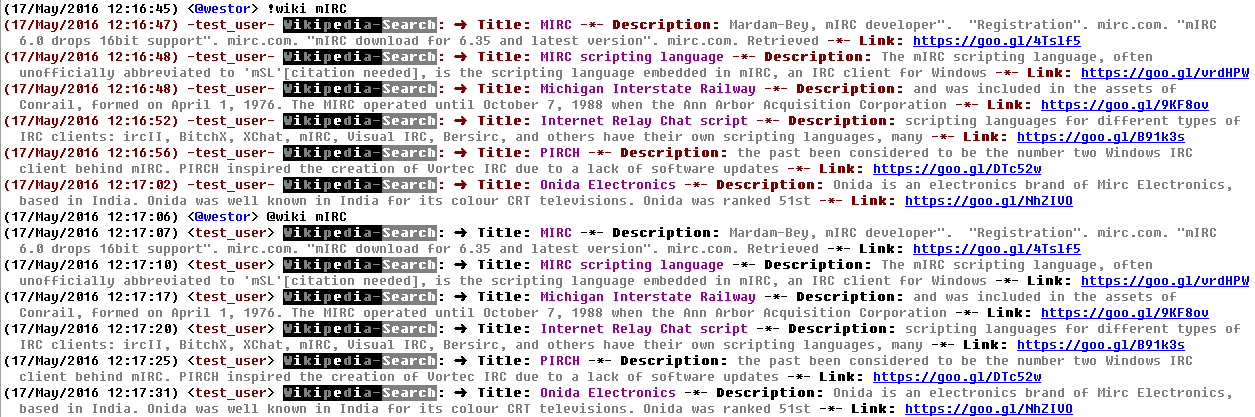 (17/May/2016 12:16:45) <@westor> !wiki mIRC
(17/May/2016 12:16:47) -test_user- Wikipedia-Search: → Title: MIRC -*- Description: Mardam-Bey, mIRC developer".  "Registration". mirc.com. "mIRC
6.0 drops 16bit support". mirc.com. "mIRC download for 6.35 and latest version". mirc.com. Retrieved -*- Link: https://goo.gl/4Tslf5
(17/May/2016 12:16:48) -test_user- Wikipedia-Search: → Title: MIRC scripting language -*- Description: The mIRC scripting language, often
unofficially abbreviated to 'mSL'[citation needed], is the scripting language embedded in mIRC, an IRC client for Windows -*- Link: https://goo.gl/vrdHPW
(17/May/2016 12:16:48) -test_user- Wikipedia-Search: → Title: Michigan Interstate Railway -*- Description: and was included in the assets of
Conrail, formed on April 1, 1976. The MIRC operated until October 7, 1988 when the Ann Arbor Acquisition Corporation -*- Link: https://goo.gl/9KF8ov
(17/May/2016 12:16:52) -test_user- Wikipedia-Search: → Title: Internet Relay Chat script -*- Description: scripting languages for different types of
IRC clients: ircII, BitchX, XChat, mIRC, Visual IRC, Bersirc, and others have their own scripting languages, many -*- Link: https://goo.gl/B91k3s
(17/May/2016 12:16:56) -test_user- Wikipedia-Search: → Title: PIRCH -*- Description: the past been considered to be the number two Windows IRC
client behind mIRC. PIRCH inspired the creation of Vortec IRC due to a lack of software updates -*- Link: https://goo.gl/DTc52w
(17/May/2016 12:17:02) -test_user- Wikipedia-Search: → Title: Onida Electronics -*- Description: Onida is an electronics brand of Mirc Electronics,
based in India. Onida was well known in India for its colour CRT televisions. Onida was ranked 51st -*- Link: https://goo.gl/NhZIVO
(17/May/2016 12:17:06) <@westor> @wiki mIRC
(17/May/2016 12:17:07) <test_user> Wikipedia-Search: → Title: MIRC -*- Description: Mardam-Bey, mIRC developer".  "Registration". mirc.com. "mIRC
6.0 drops 16bit support". mirc.com. "mIRC download for 6.35 and latest version". mirc.com. Retrieved -*- Link: https://goo.gl/4Tslf5
(17/May/2016 12:17:10) <test_user> Wikipedia-Search: → Title: MIRC scripting language -*- Description: The mIRC scripting language, often
unofficially abbreviated to 'mSL'[citation needed], is the scripting language embedded in mIRC, an IRC client for Windows -*- Link: https://goo.gl/vrdHPW
(17/May/2016 12:17:17) <test_user> Wikipedia-Search: → Title: Michigan Interstate Railway -*- Description: and was included in the assets of
Conrail, formed on April 1, 1976. The MIRC operated until October 7, 1988 when the Ann Arbor Acquisition Corporation -*- Link: https://goo.gl/9KF8ov
(17/May/2016 12:17:20) <test_user> Wikipedia-Search: → Title: Internet Relay Chat script -*- Description: scripting languages for different types of
IRC clients: ircII, BitchX, XChat, mIRC, Visual IRC, Bersirc, and others have their own scripting languages, many -*- Link: https://goo.gl/B91k3s
(17/May/2016 12:17:25) <test_user> Wikipedia-Search: → Title: PIRCH -*- Description: the past been considered to be the number two Windows IRC
client behind mIRC. PIRCH inspired the creation of Vortec IRC due to a lack of software updates -*- Link: https://goo.gl/DTc52w
(17/May/2016 12:17:31) <test_user> Wikipedia-Search: → Title: Onida Electronics -*- Description: Onida is an electronics brand of Mirc Electronics,
based in India. Onida was well known in India for its colour CRT televisions. Onida was ranked 51st -*- Link: https://goo.gl/NhZIVO